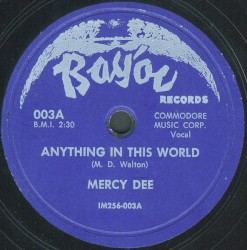 Bayou
RECORDS
003A
B.M.I. 2:30
COMMODORE
MUSIC CORP.
Vocal
ANYTHING IN THIS WORLD
(M. D. Walton)
MERCY DEE
IM256-003A